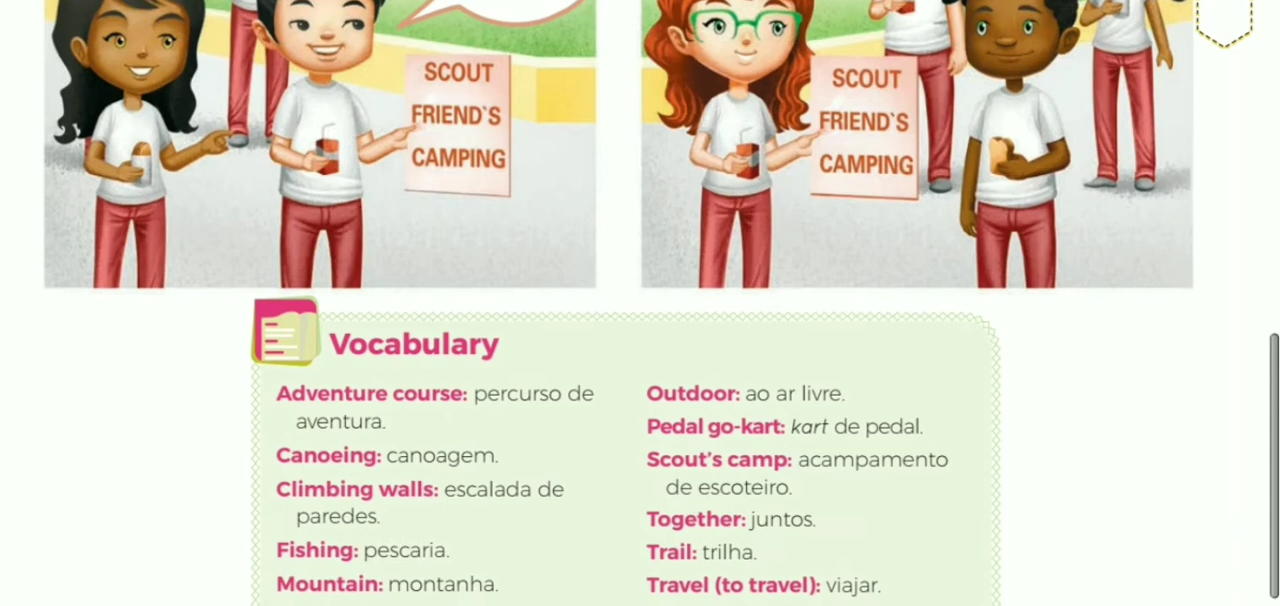 SCOUT
FRIEND`S
CAMPING
SCOUT
FRIEND`S
CAMPING
Vocabulary
Adventure course: percurso de
aventura.
Canoeing: canoagem.
Climbing walls: escalada de
paredes.
Fishing: pescaria.
Mountain: montanha.
Outdoor: ao ar livre.
Pedal go-kart: kart de pedal.
Scout's camp: acampamento
de escoteiro.
Together: juntos.
Trail: trilha.
Travel (to travel): viajar.